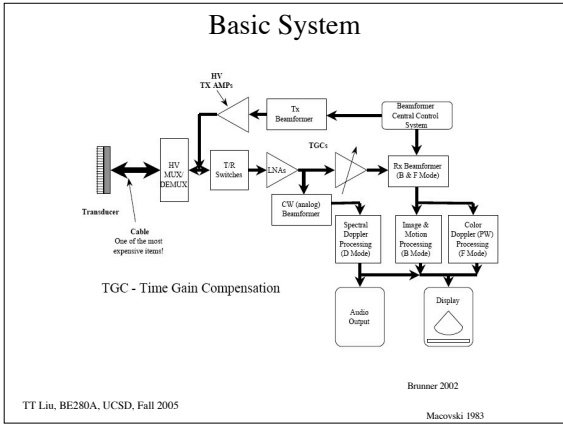 Basic System
HV
TX AMPs
Tx
Beamformer
Beamformer
Central Control
System
TGCs
HV
MUX/
DEMUX
T/R
Switches
LNAs
Rx Beamformer
(B & F Mode)
Transducer
CW (analog)
Beamformer
Cable
One of the most
expensive items!
Spectral
Doppler
Processing
(D Mode)
Image &
Motion
Processing
(B Mode)
Color
Doppler (PW)
Processing
(F Mode)
TGC - Time Gain Compensation
Audio
Output
Display
Brunner 2002
TT Liu, BE280A, UCSD, Fall 2005
Macovski 1983